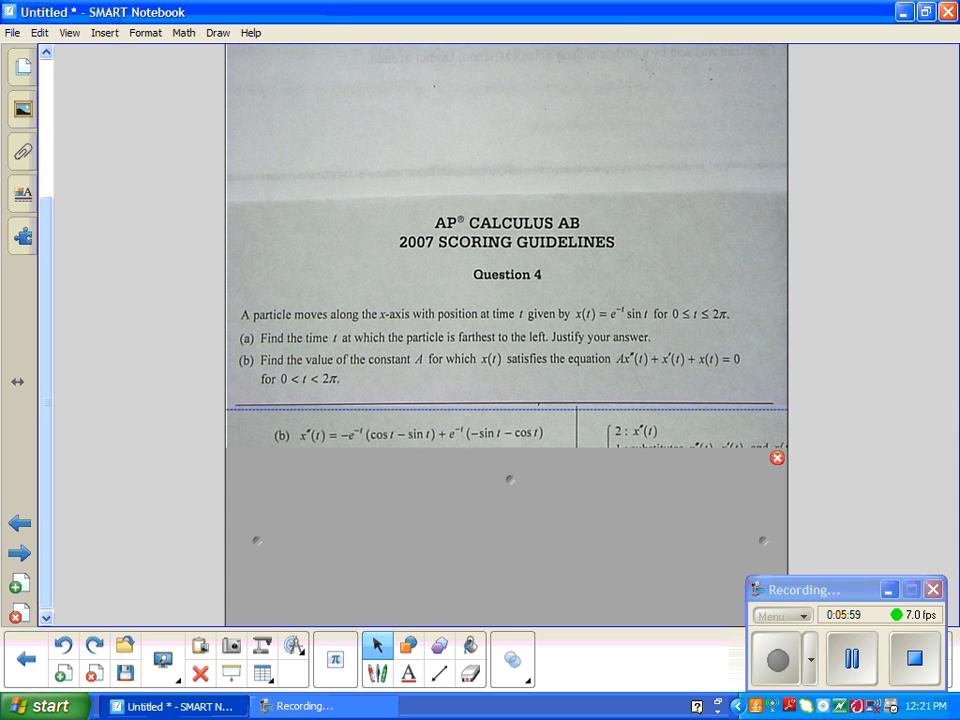 Untitled * - SMART Notebook
File Edit View Insert Format Math Draw Help
AP® CALCULUS AB
2007 SCORING GUIDELINES
Question 4
A particle moves along the x-axis with position at time t given by x(t) = e⁻ᵗ sin t for 0 ≤ t ≤ 2π.
(a) Find the time t at which the particle is farthest to the left. Justify your answer.
(b) Find the value of the constant A for which x(t) satisfies the equation Ax″(t) + x′(t) + x(t) = 0
for 0 < t < 2π.
(b) x″(t) = −e⁻ᵗ (cos t − sin t) + e⁻ᵗ (−sin t − cos t)
2 : x″(t)
Recording...
Menu 0:05:59 7.0 fps
π
A
start Untitled * - SMART N... Recording... 12:21 PM